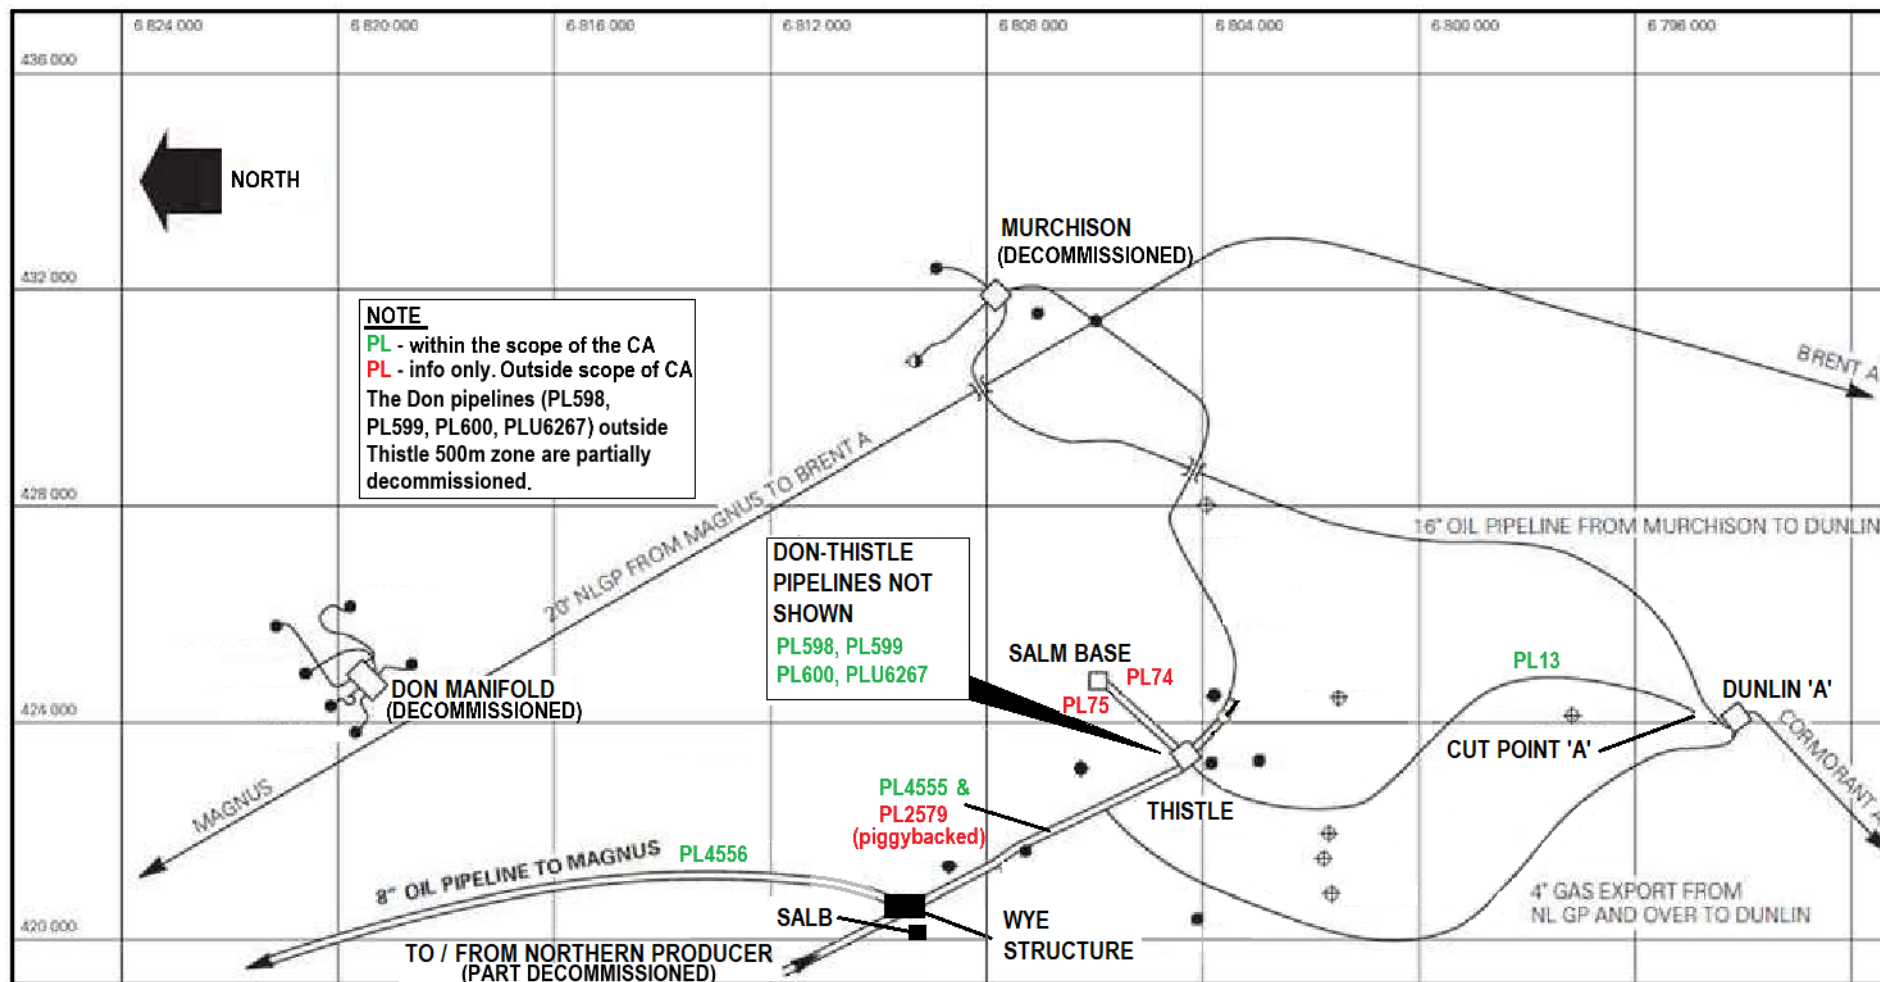 6 824 000
6 820 000
6 816 000
6 812 000
6 808 000
6 804 000
6 800 000
6 796 000
436 000
NORTH
MURCHISON
(DECOMMISSIONED)
432 000
NOTE
PL - within the scope of the CA
PL - info only. Outside scope of CA
The Don pipelines (PL598,
PL599, PL600, PLU6267) outside
Thistle 500m zone are partially
decommissioned.
BRENT A
20" NLGP FROM MAGNUS TO BRENT A
428 000
16" OIL PIPELINE FROM MURCHISON TO DUNLIN
DON-THISTLE
PIPELINES NOT
SHOWN
PL598, PL599
PL600, PLU6267
SALM BASE
PL74
PL75
PL13
DON MANIFOLD
(DECOMMISSIONED)
DUNLIN 'A'
424 000
CUT POINT 'A'
CORMORANT A
MAGNUS
PL4555 &
PL2579
(piggybacked)
THISTLE
8" OIL PIPELINE TO MAGNUS
PL4556
4" GAS EXPORT FROM
NL GP AND OVER TO DUNLIN
420 000
SALB
WYE
STRUCTURE
TO / FROM NORTHERN PRODUCER
(PART DECOMMISSIONED)